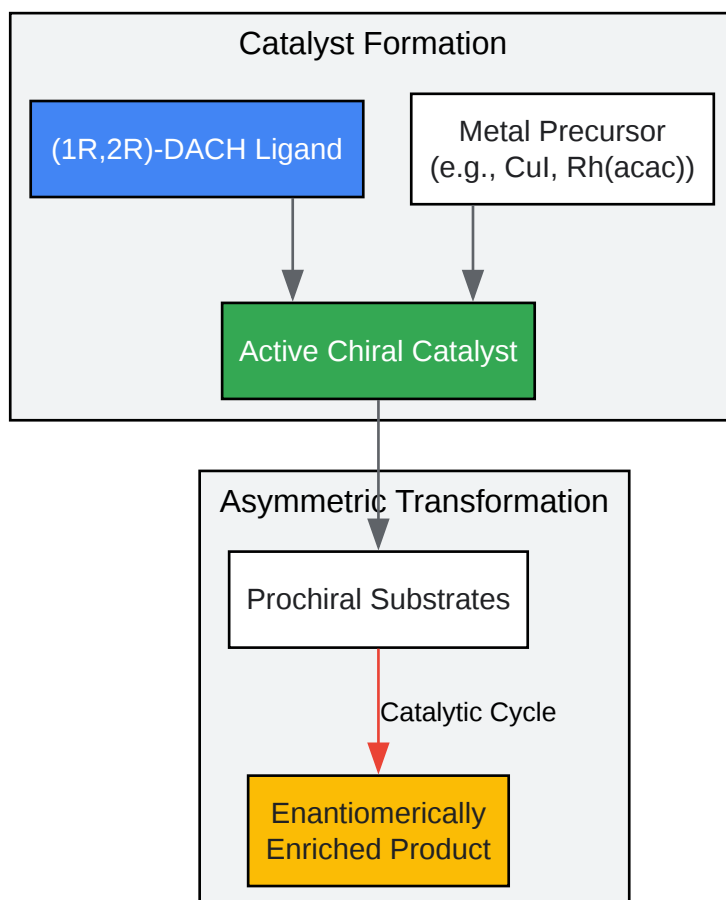 Catalyst Formation
(1R,2R)-DACH Ligand
Metal Precursor
(e.g., CuI, Rh(acac))
Active Chiral Catalyst
Asymmetric Transformation
Prochiral Substrates
Catalytic Cycle
Enantiomerically
Enriched Product